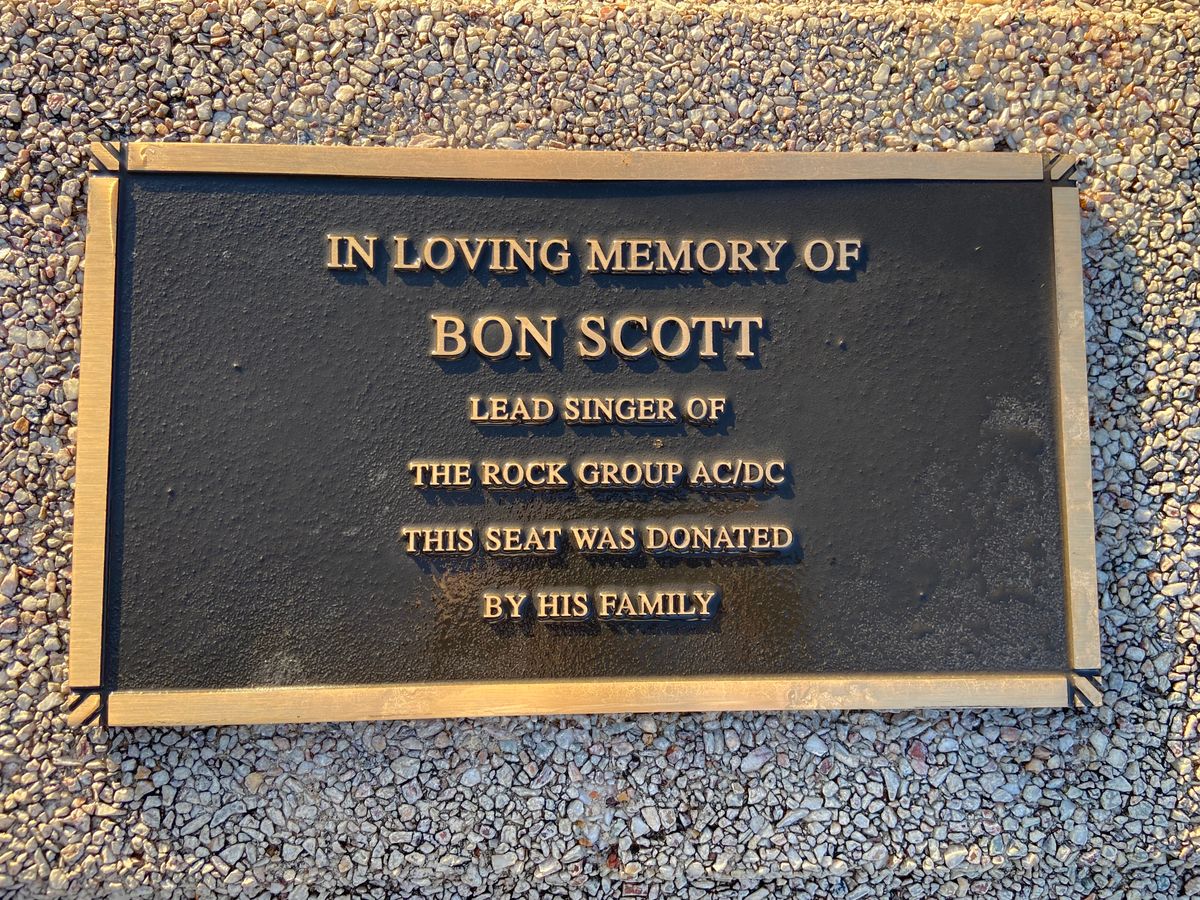 IN LOVING MEMORY OF
BON SCOTT
LEAD SINGER OF
THE ROCK GROUP AC/DC
THIS SEAT WAS DONATED
BY HIS FAMILY